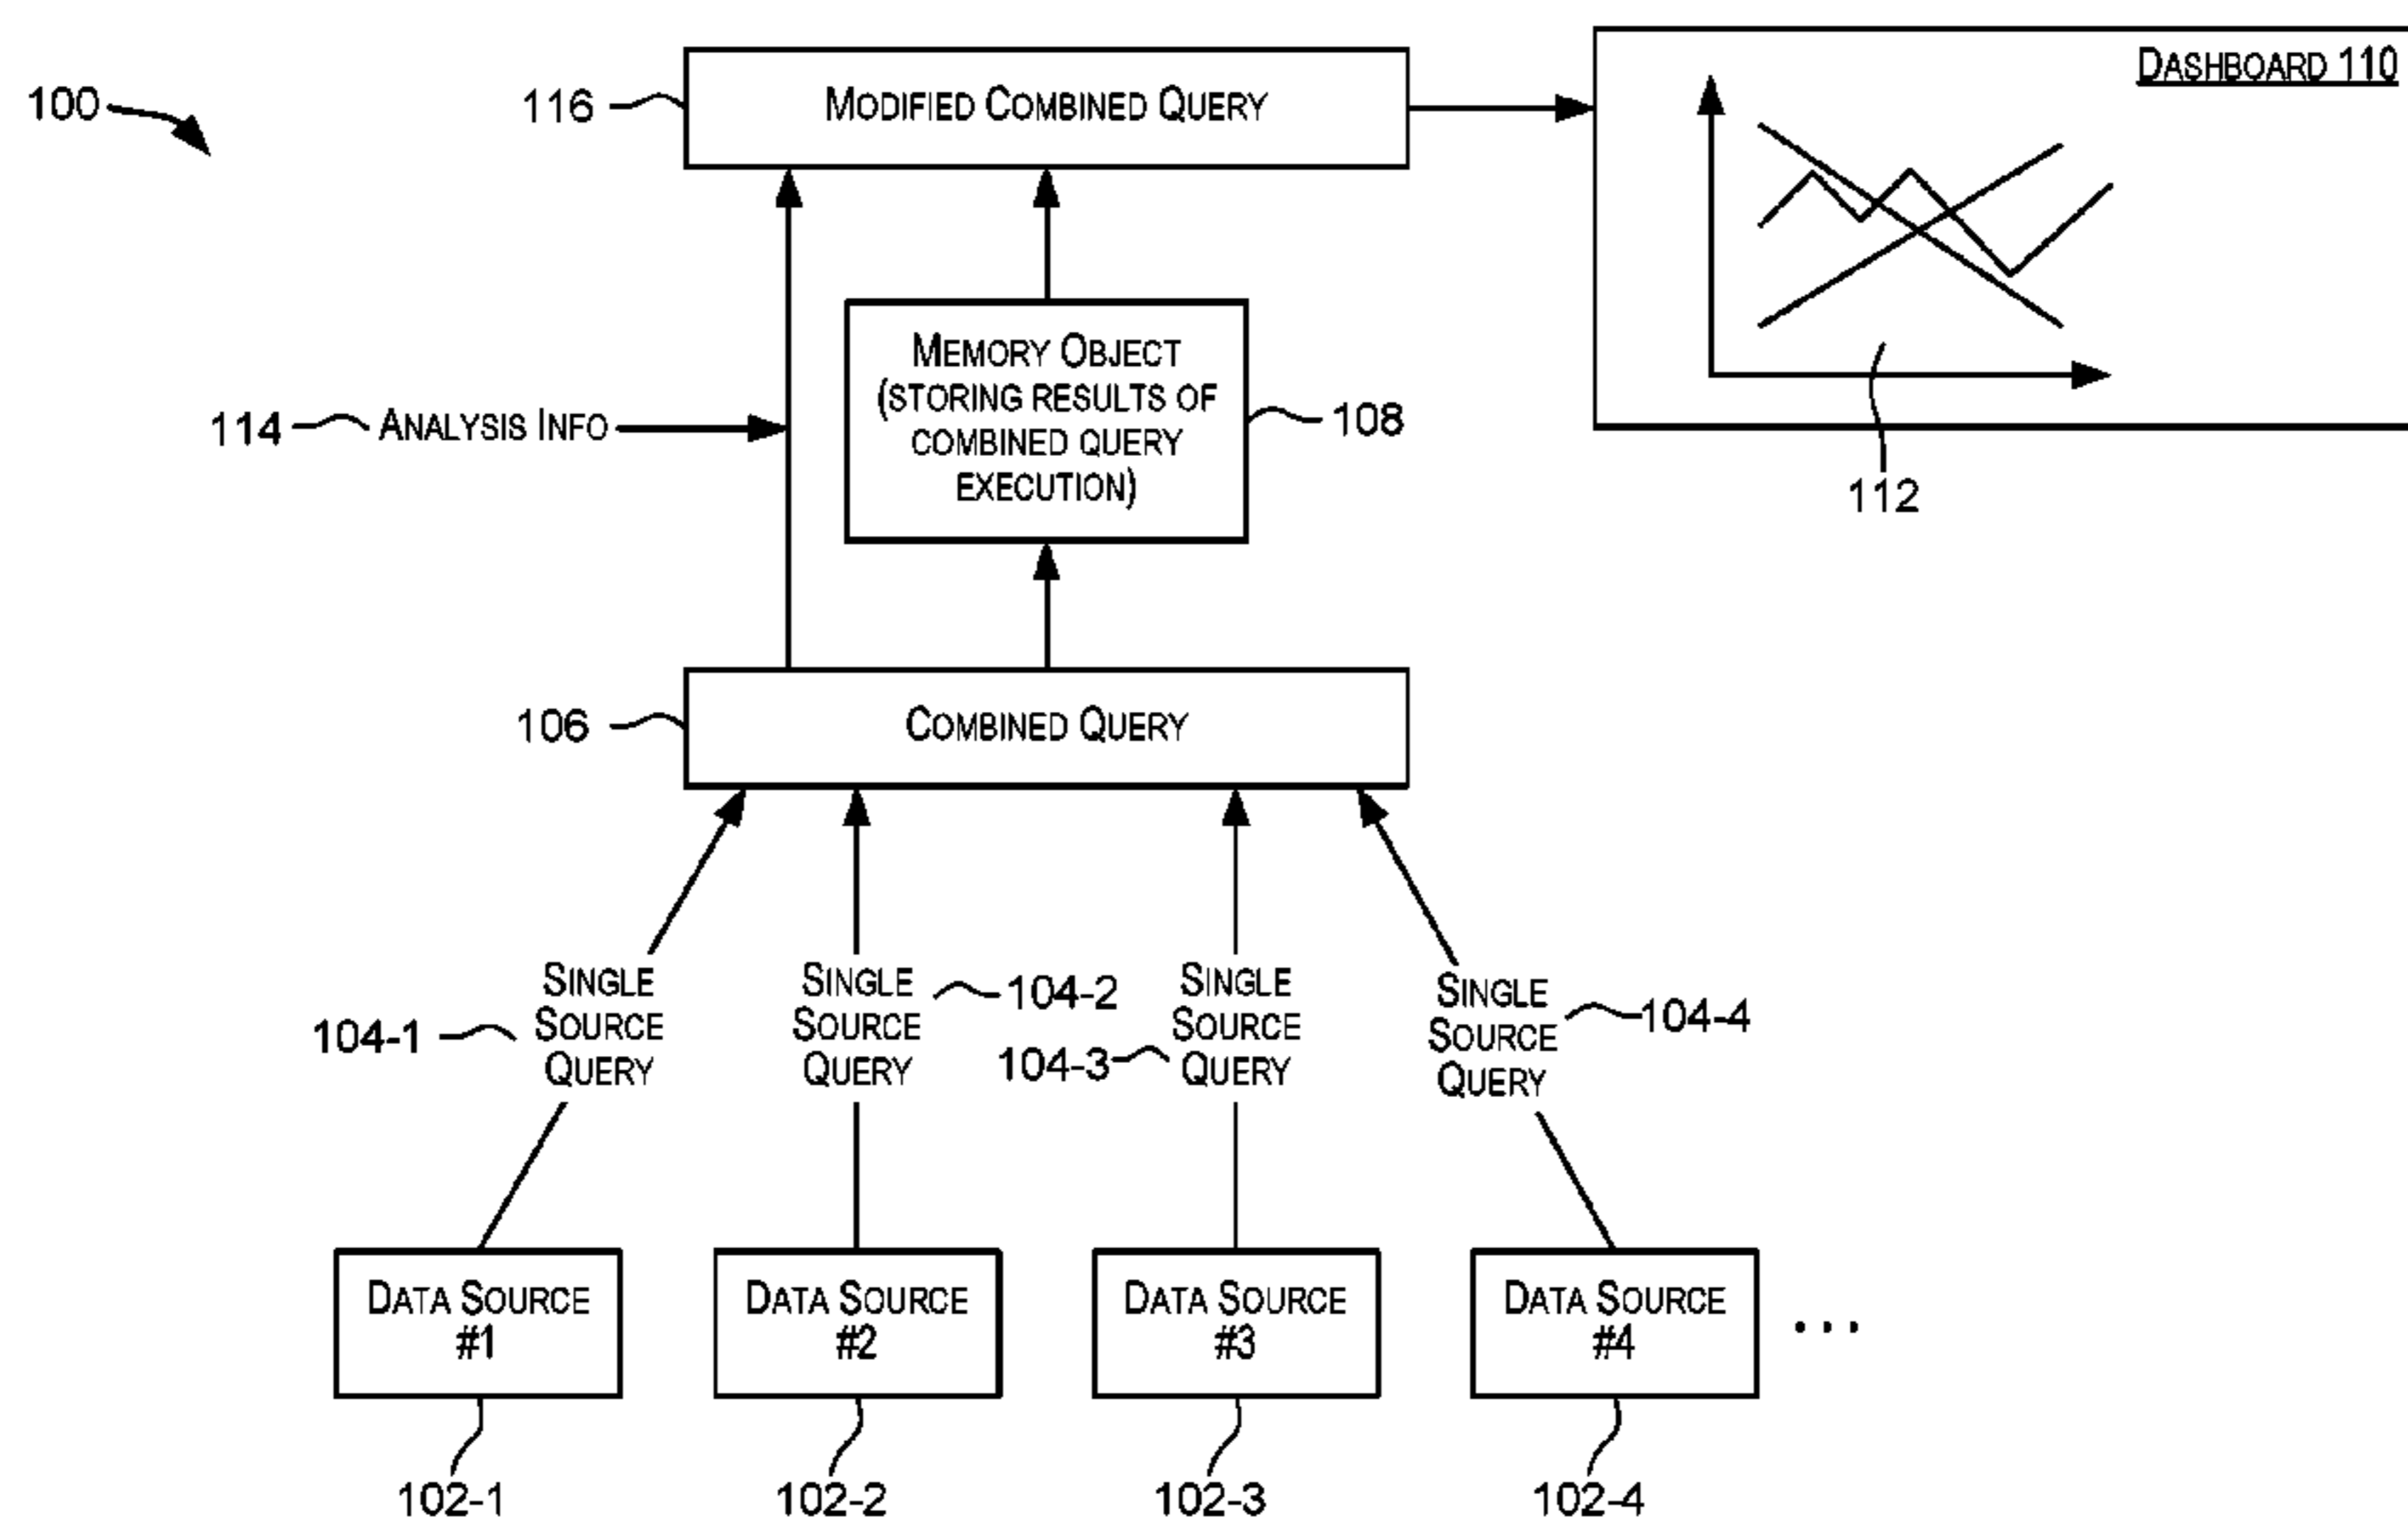 100
116
MODIFIED COMBINED QUERY
DASHBOARD 110
MEMORY OBJECT
(STORING RESULTS OF
COMBINED QUERY
EXECUTION)
108
114
ANALYSIS INFO
112
106
COMBINED QUERY
104-1
SINGLE
SOURCE
QUERY
SINGLE
SOURCE
QUERY
104-2
104-3
SINGLE
SOURCE
QUERY
SINGLE
SOURCE
QUERY
104-4
DATA SOURCE
#1
DATA SOURCE
#2
DATA SOURCE
#3
DATA SOURCE
#4
...
102-1
102-2
102-3
102-4